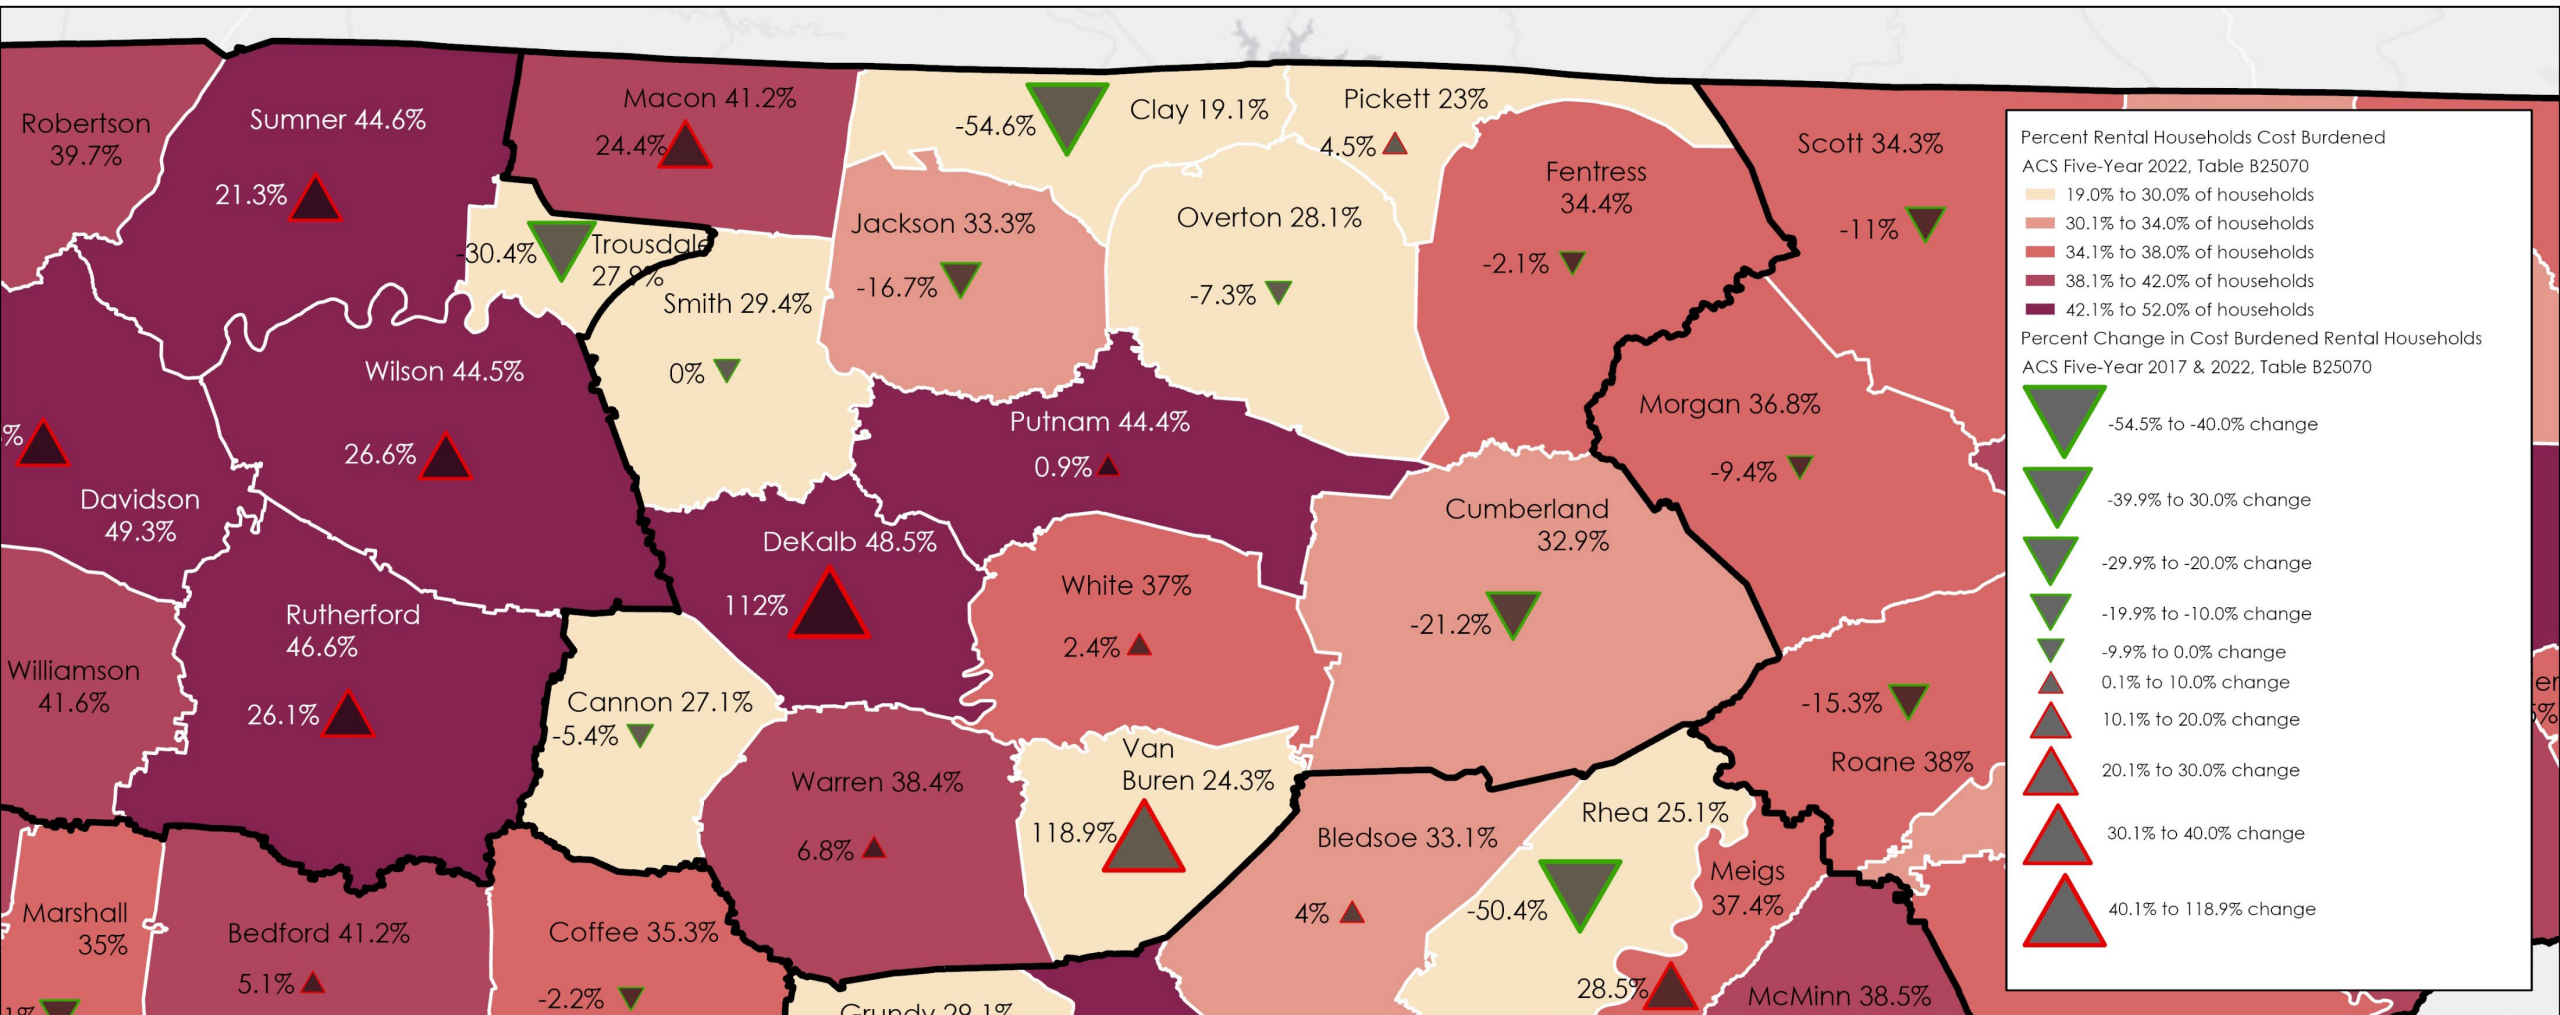 Robertson
39.7%
Sumner 44.6%
21.3%
Macon 41.2%
24.4%
-54.6%
Clay 19.1%
Pickett 23%
4.5%
Fentress
34.4%
-2.1%
Scott 34.3%
-11%
-30.4%
Trousdale
27.9%
Smith 29.4%
0%
Jackson 33.3%
-16.7%
Overton 28.1%
-7.3%
Wilson 44.5%
26.6%
%
Davidson
49.3%
Putnam 44.4%
0.9%
Morgan 36.8%
-9.4%
DeKalb 48.5%
112%
White 37%
2.4%
Cumberland
32.9%
-21.2%
Williamson
41.6%
Rutherford
46.6%
26.1%
Cannon 27.1%
-5.4%
Warren 38.4%
6.8%
Van
Buren 24.3%
118.9%
-15.3%
Roane 38%
Bledsoe 33.1%
4%
Rhea 25.1%
-50.4%
Meigs
37.4%
28.5%
McMinn 38.5%
Marshall
35%
Bedford 41.2%
5.1%
Coffee 35.3%
-2.2%
Grundy 29.1%
Percent Rental Households Cost Burdened
ACS Five-Year 2022, Table B25070
19.0% to 30.0% of households
30.1% to 34.0% of households
34.1% to 38.0% of households
38.1% to 42.0% of households
42.1% to 52.0% of households
Percent Change in Cost Burdened Rental Households
ACS Five-Year 2017 & 2022, Table B25070
-54.5% to -40.0% change
-39.9% to 30.0% change
-29.9% to -20.0% change
-19.9% to -10.0% change
-9.9% to 0.0% change
0.1% to 10.0% change
10.1% to 20.0% change
20.1% to 30.0% change
30.1% to 40.0% change
40.1% to 118.9% change